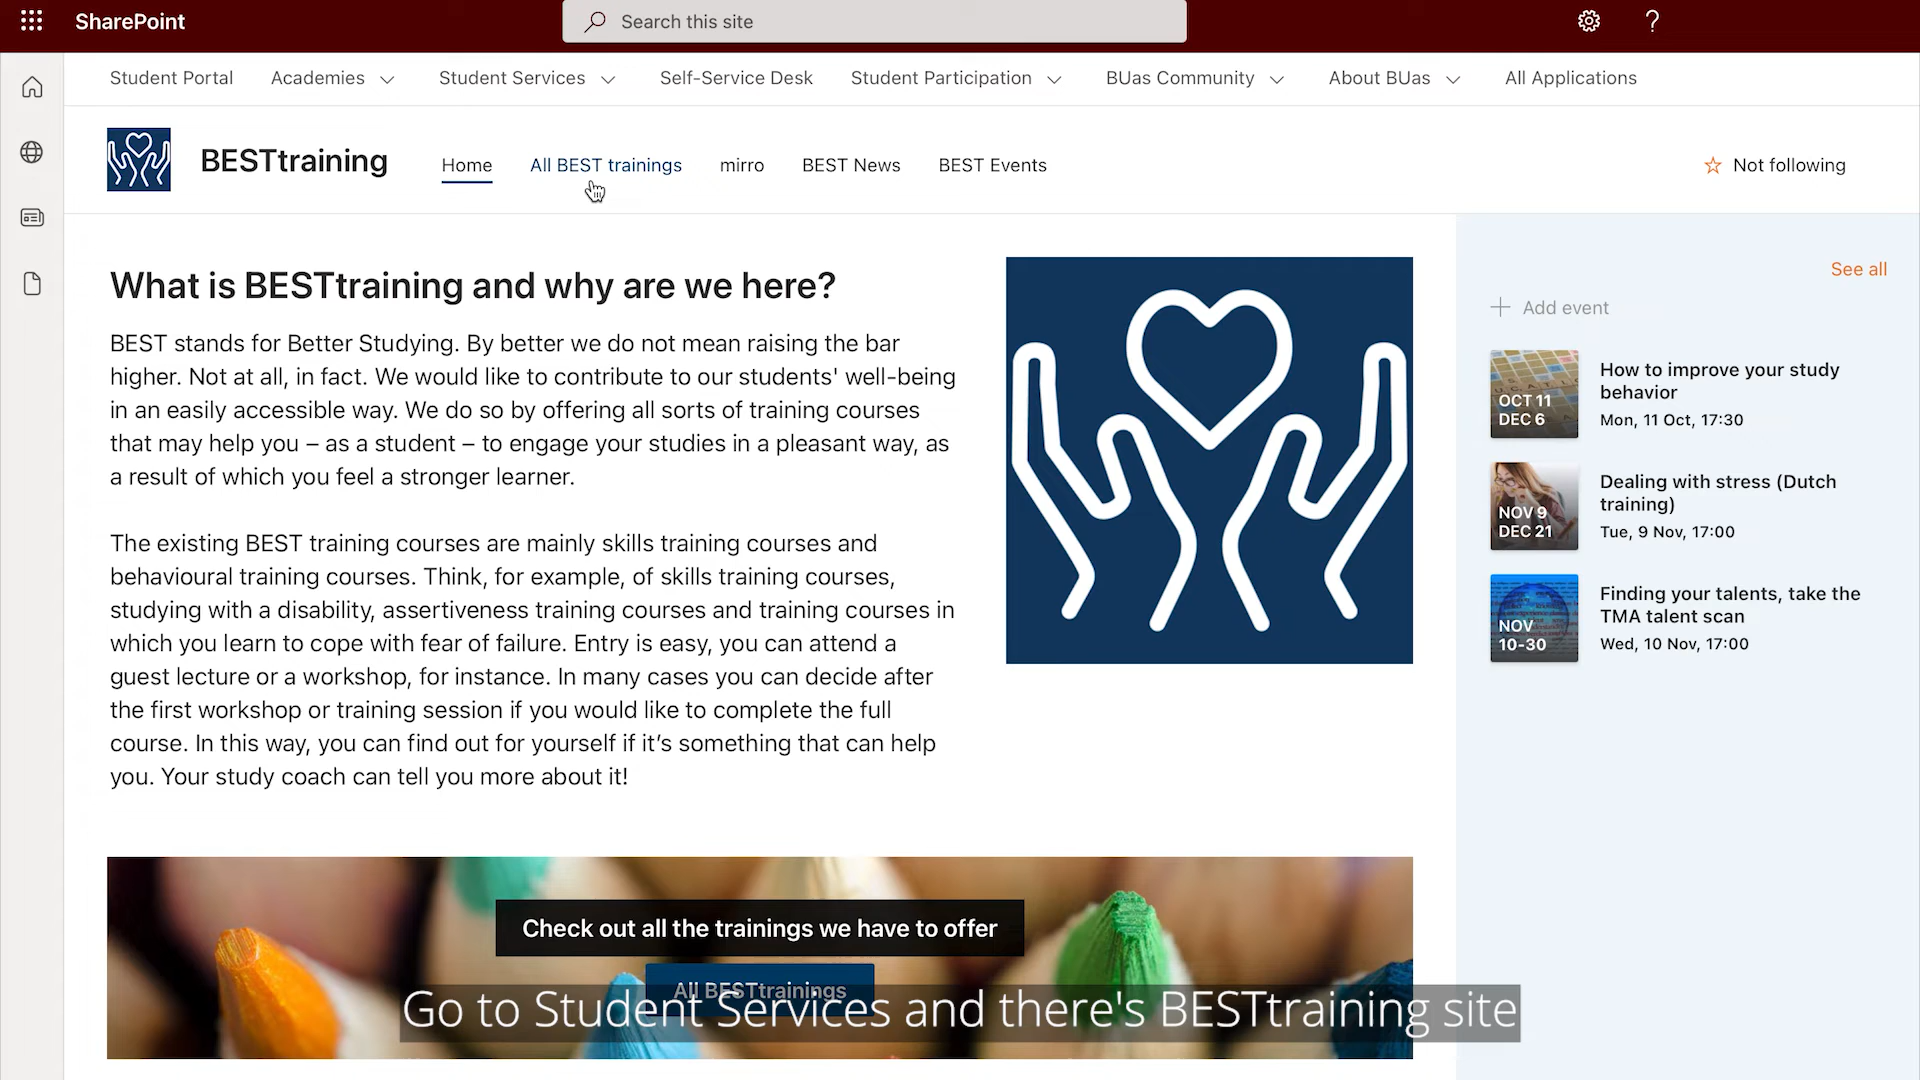 SharePoint
Search this site
?
Student Portal
Academies
Student Services
Self-Service Desk
Student Participation
BUas Community
About BUas
All Applications
BESTtraining
Home
All BEST trainings
mirro
BEST News
BEST Events
Not following
What is BESTtraining and why are we here?
BEST stands for Better Studying. By better we do not mean raising the bar
higher. Not at all, in fact. We would like to contribute to our students' well-being
in an easily accessible way. We do so by offering all sorts of training courses
that may help you – as a student – to engage your studies in a pleasant way, as
a result of which you feel a stronger learner.
The existing BEST training courses are mainly skills training courses and
behavioural training courses. Think, for example, of skills training courses,
studying with a disability, assertiveness training courses and training courses in
which you learn to cope with fear of failure. Entry is easy, you can attend a
guest lecture or a workshop, for instance. In many cases you can decide after
the first workshop or training session if you would like to complete the full
course. In this way, you can find out for yourself if it’s something that can help
you. Your study coach can tell you more about it!
See all
Add event
OCT 11
DEC 6
How to improve your study
behavior
Mon, 11 Oct, 17:30
NOV 9
DEC 21
Dealing with stress (Dutch
training)
Tue, 9 Nov, 17:00
NOV
10-30
Finding your talents, take the
TMA talent scan
Wed, 10 Nov, 17:00
Check out all the trainings we have to offer
All BESTtrainings
Go to Student Services and there's BESTtraining site